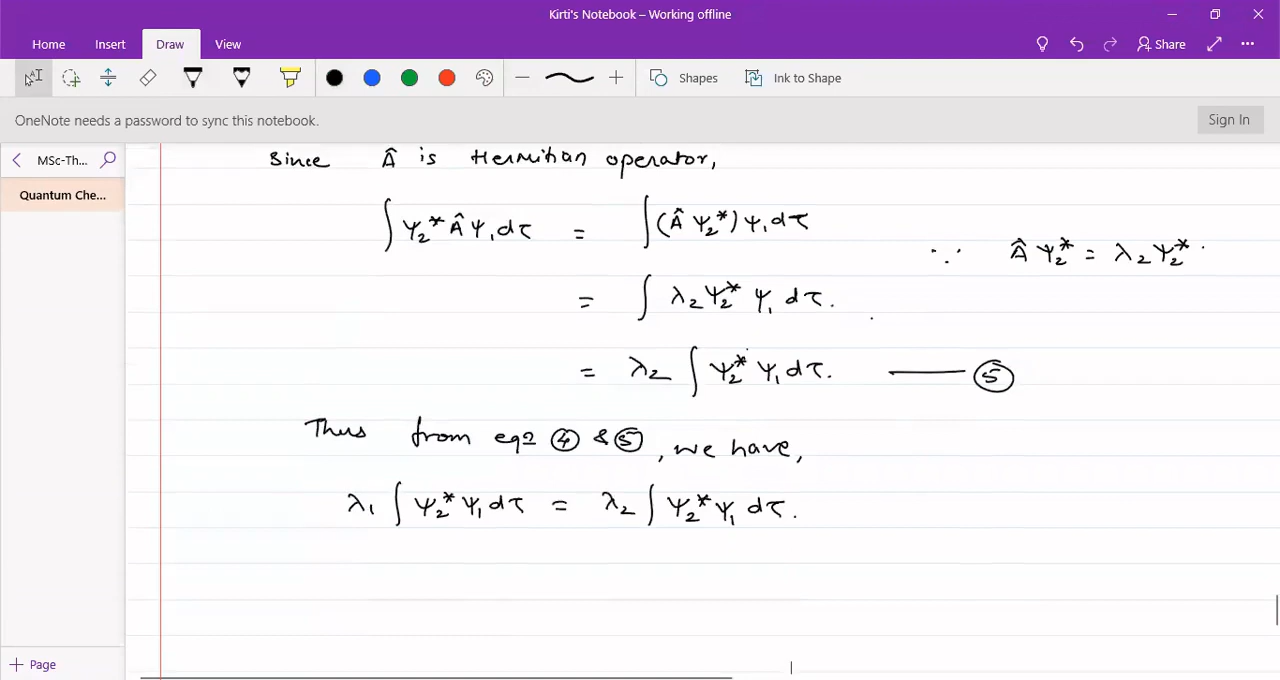 Kirti's Notebook – Working offline
Home Insert Draw View Share
Shapes Ink to Shape
OneNote needs a password to sync this notebook. Sign In
MSc-Th...
Quantum Che...
Since Â is Hermitian operator,
∫ ψ₂* Â ψ₁ dτ = ∫ (Â ψ₂*) ψ₁ dτ
∵ Â ψ₂* = λ₂ ψ₂*
= ∫ λ₂ ψ₂* ψ₁ dτ.
= λ₂ ∫ ψ₂* ψ₁ dτ. —— ⑤
Thus from eqn ④ & ⑤, we have,
λ₁ ∫ ψ₂* ψ₁ dτ = λ₂ ∫ ψ₂* ψ₁ dτ.
+ Page